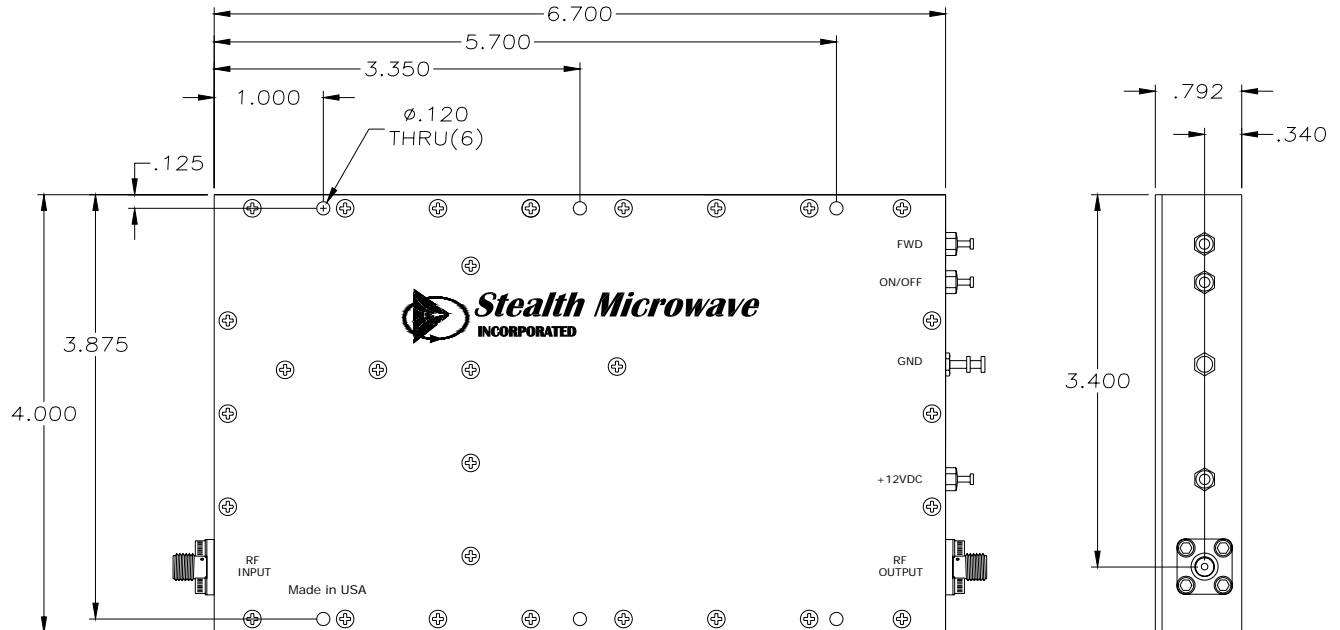 6.700
5.700
3.350
1.000
ø.120
THRU(6)
.125
.792
.340
FWD
ON/OFF
Stealth Microwave
INCORPORATED
GND
3.875
4.000
3.400
+12VDC
RF
INPUT
RF
OUTPUT
Made in USA